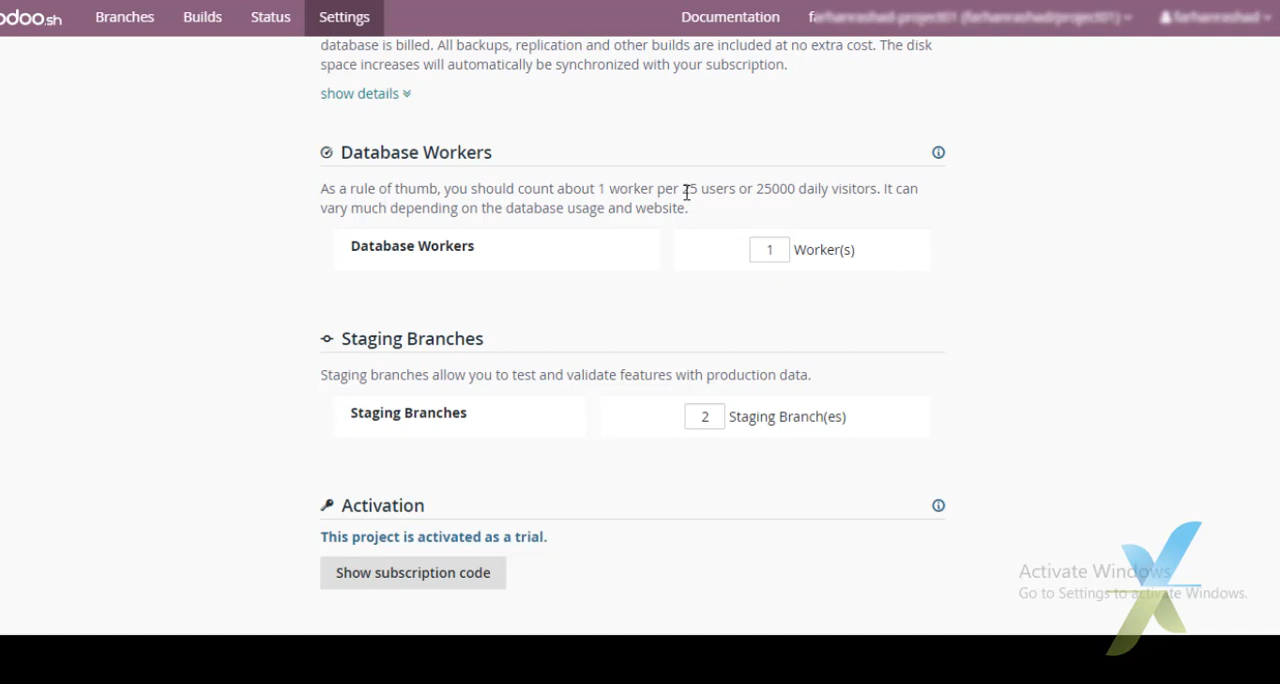 odoo.sh Branches Builds Status Settings Documentation
database is billed. All backups, replication and other builds are included at no extra cost. The disk
space increases will automatically be synchronized with your subscription.
show details
Database Workers
As a rule of thumb, you should count about 1 worker per 25 users or 25000 daily visitors. It can
vary much depending on the database usage and website.
Database Workers 1 Worker(s)
Staging Branches
Staging branches allow you to test and validate features with production data.
Staging Branches 2 Staging Branch(es)
Activation
This project is activated as a trial.
Show subscription code
Activate Windows
Go to Settings to activate Windows.